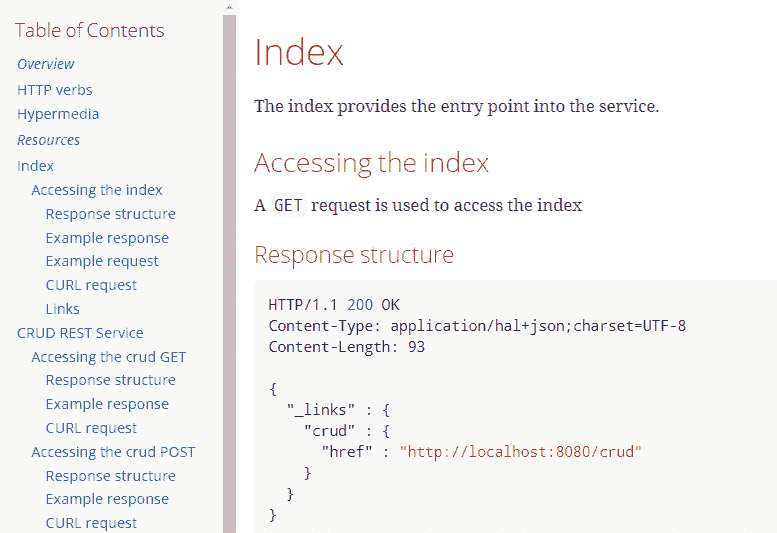 Table of Contents
Overview
HTTP verbs
Hypermedia
Resources
Index
Accessing the index
Response structure
Example response
Example request
CURL request
Links
CRUD REST Service
Accessing the crud GET
Response structure
Example response
CURL request
Accessing the crud POST
Response structure
Example response
CURL request
Index
The index provides the entry point into the service.
Accessing the index
A GET request is used to access the index
Response structure
HTTP/1.1 200 OK
Content-Type: application/hal+json;charset=UTF-8
Content-Length: 93
{
  "_links" : {
    "crud" : {
      "href" : "http://localhost:8080/crud"
    }
  }
}